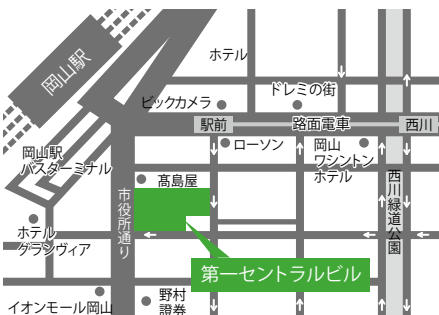 ホテル
岡山駅
ドレミの街
ビックカメラ
駅前
路面電車
西川
ローソン
岡山
ワシントン
ホテル
岡山駅
バスターミナル
髙島屋
市役所通り
西川緑道公園
ホテル
グランヴィア
第一セントラルビル
イオンモール岡山
野村
證券